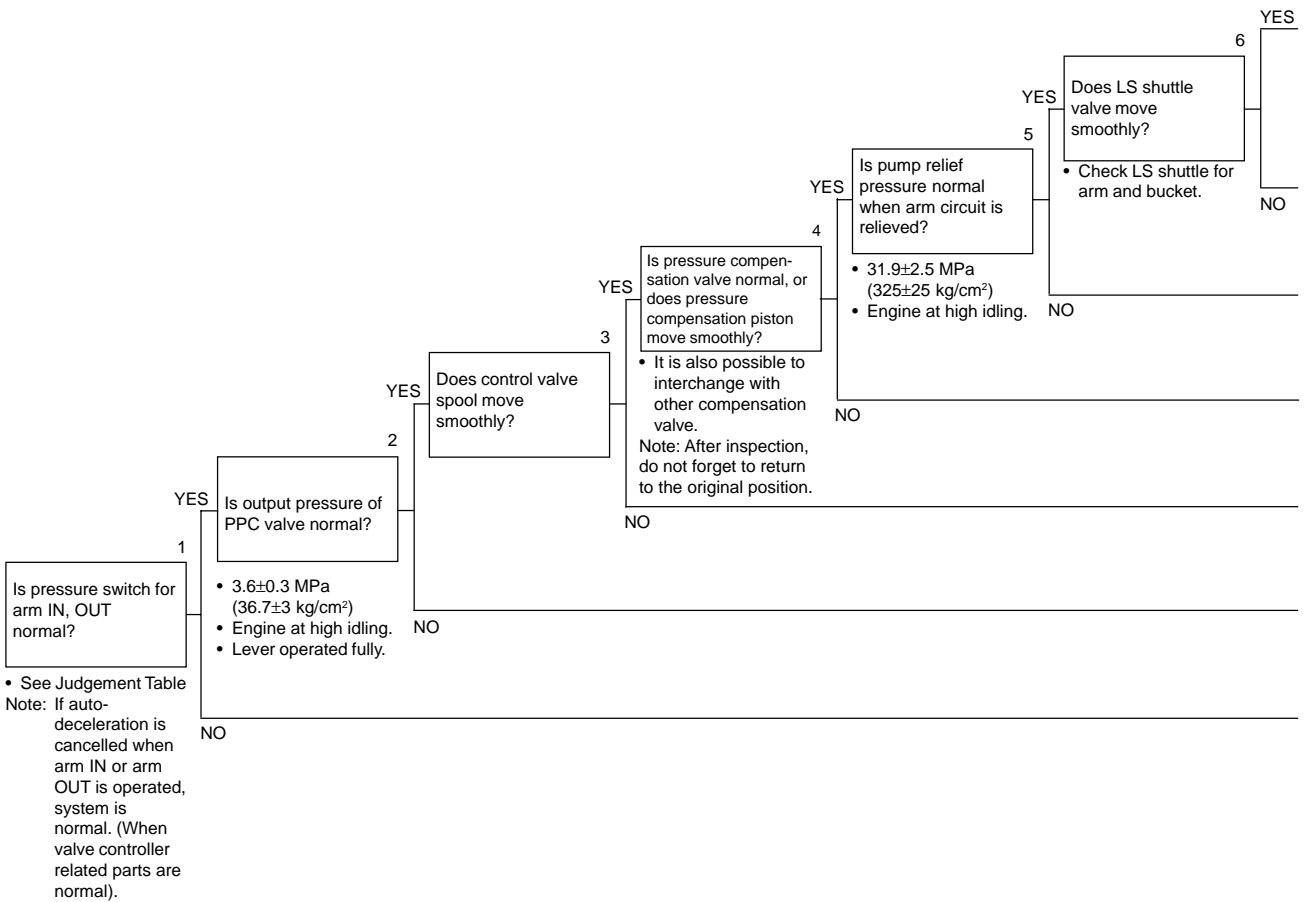 1
Is pressure switch for
arm IN, OUT
normal?
• See Judgement Table
Note: If auto-
deceleration is
cancelled when
arm IN or arm
OUT is operated,
system is
normal. (When
valve controller
related parts are
normal).
YES
NO
2
Is output pressure of
PPC valve normal?
• 3.6±0.3 MPa
(36.7±3 kg/cm²)
• Engine at high idling.
• Lever operated fully.
YES
NO
3
Does control valve
spool move
smoothly?
YES
NO
4
Is pressure compen-
sation valve normal, or
does pressure
compensation piston
move smoothly?
• It is also possible to
interchange with
other compensation
valve.
Note: After inspection,
do not forget to return
to the original position.
YES
NO
5
Is pump relief
pressure normal
when arm circuit is
relieved?
• 31.9±2.5 MPa
(325±25 kg/cm²)
• Engine at high idling.
YES
NO
6
Does LS shuttle
valve move
smoothly?
• Check LS shuttle for
arm and bucket.
YES
NO